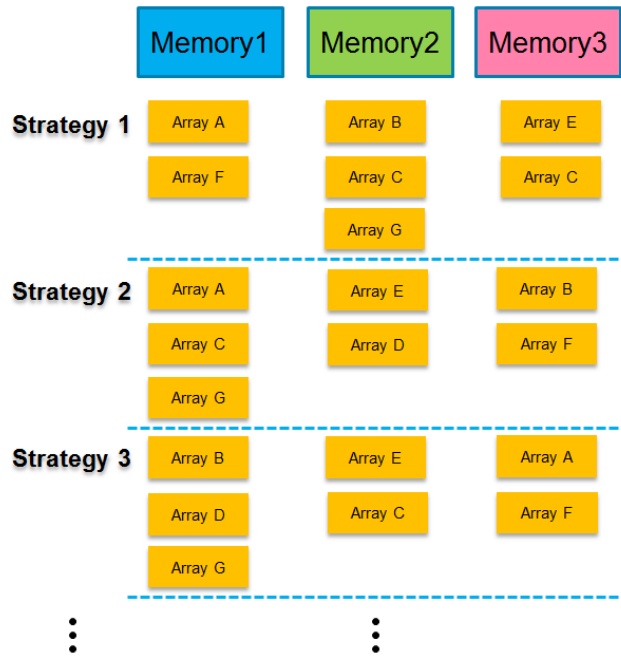 Memory1 Memory2 Memory3
Strategy 1 Array A Array B Array E
Array F Array C Array C
Array G
Strategy 2 Array A Array E Array B
Array C Array D Array F
Array G
Strategy 3 Array B Array E Array A
Array D Array C Array F
Array G